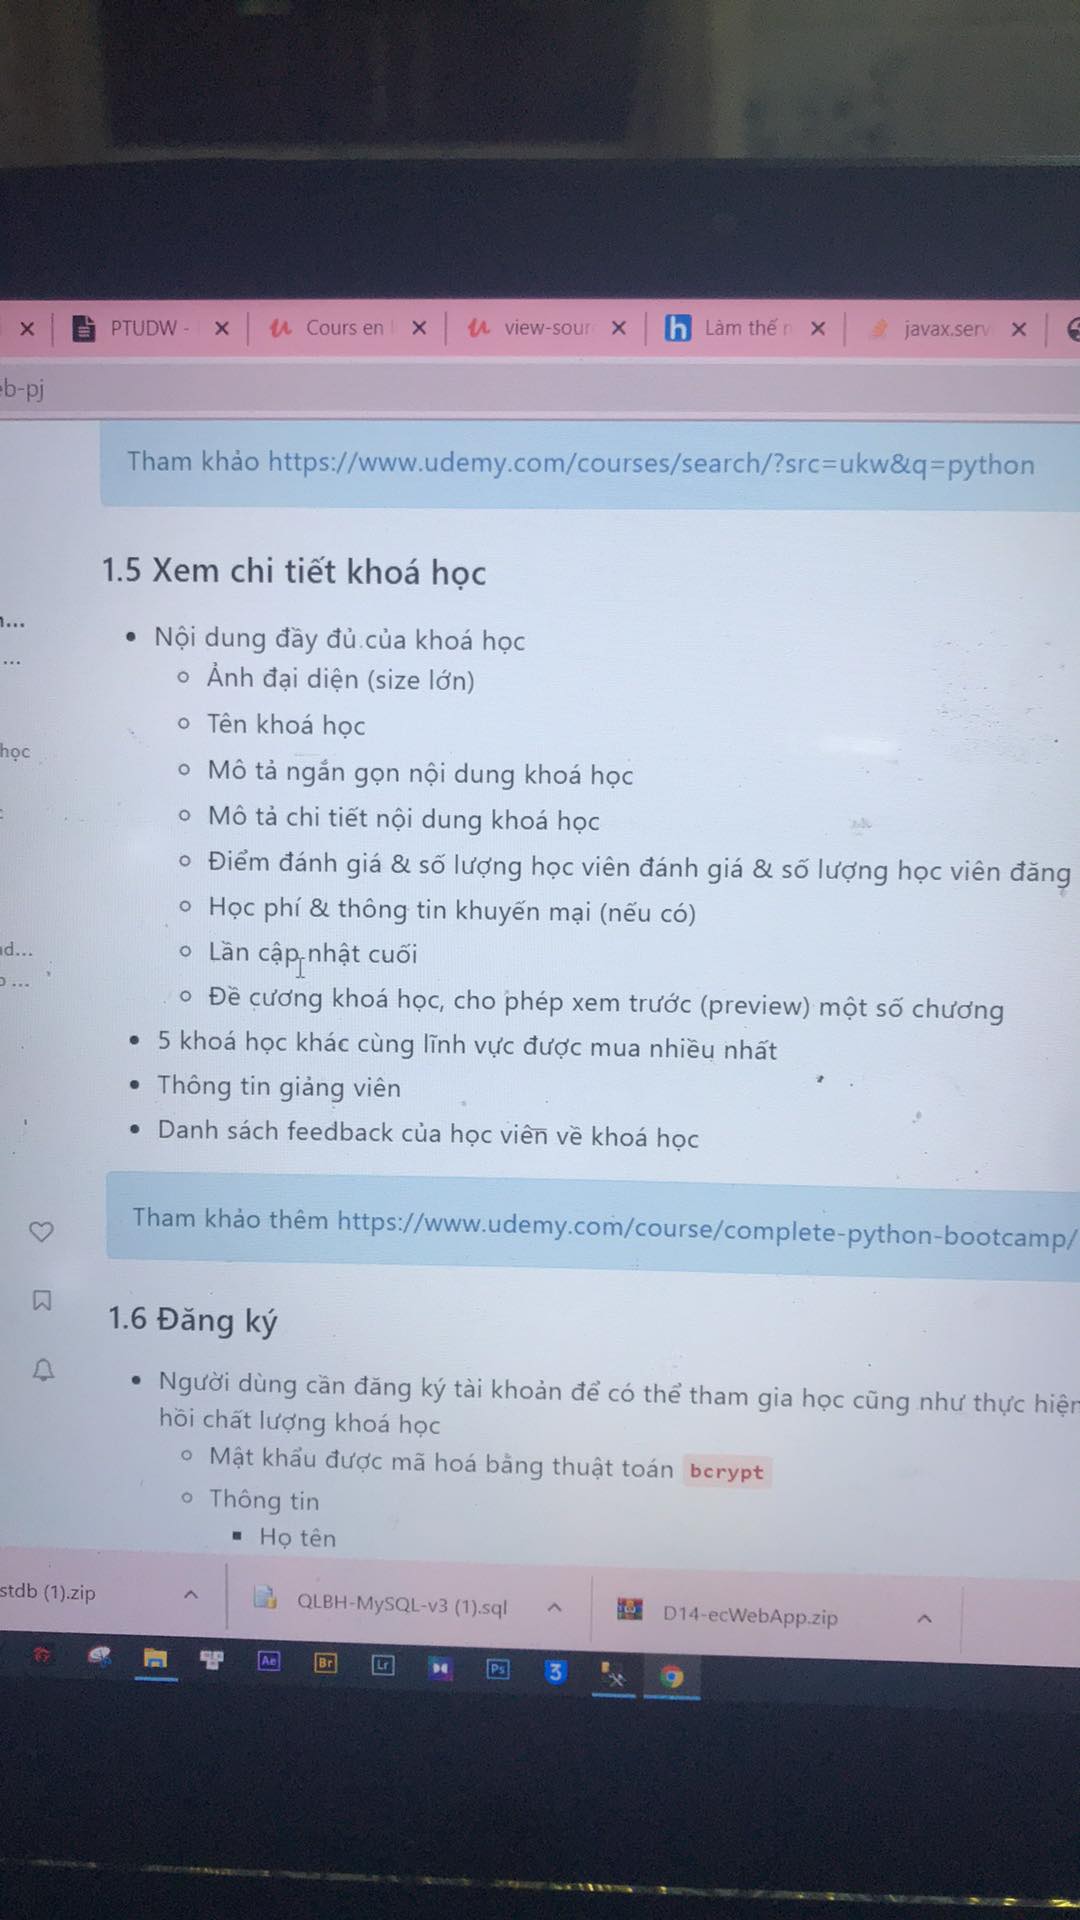 PTUDW -
Cours en
view-sour
Làm thế n
javax.serv
eb-pj
Tham khảo https://www.udemy.com/courses/search/?src=ukw&q=python
1.5 Xem chi tiết khoá học
Nội dung đầy đủ của khoá học
Ảnh đại diện (size lớn)
Tên khoá học
học
Mô tả ngắn gọn nội dung khoá học
Mô tả chi tiết nội dung khoá học
Điểm đánh giá & số lượng học viên đánh giá & số lượng học viên đăng
Học phí & thông tin khuyến mại (nếu có)
Lần cập nhật cuối
Đề cương khoá học, cho phép xem trước (preview) một số chương
5 khoá học khác cùng lĩnh vực được mua nhiều nhất
Thông tin giảng viên
Danh sách feedback của học viên về khoá học
Tham khảo thêm https://www.udemy.com/course/complete-python-bootcamp/
1.6 Đăng ký
Người dùng cần đăng ký tài khoản để có thể tham gia học cũng như thực hiện
hồi chất lượng khoá học
Mật khẩu được mã hoá bằng thuật toán bcrypt
Thông tin
Họ tên
stdb (1).zip
QLBH-MySQL-v3 (1).sql
D14-ecWebApp.zip
Ae
Br
Lr
Ps
3